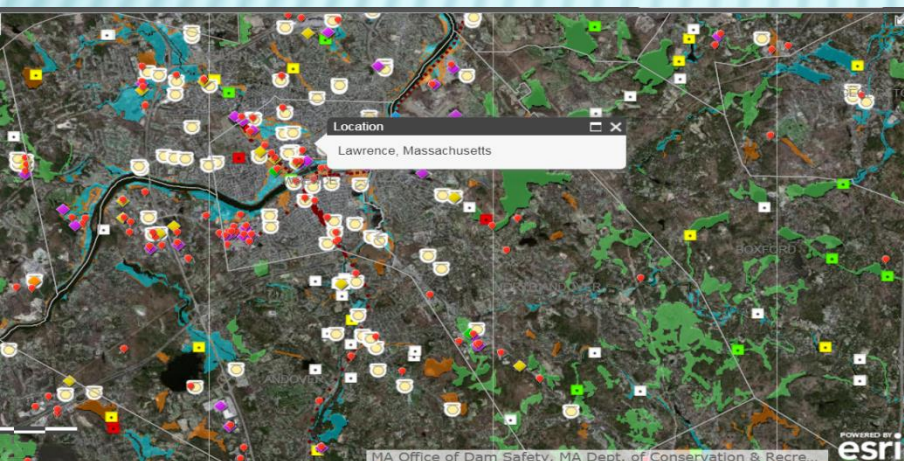 Location
Lawrence, Massachusetts
BOXFORD
ANDOVER
POWERED BY
esri
MA Office of Dam Safety, MA Dept. of Conservation & Recre...